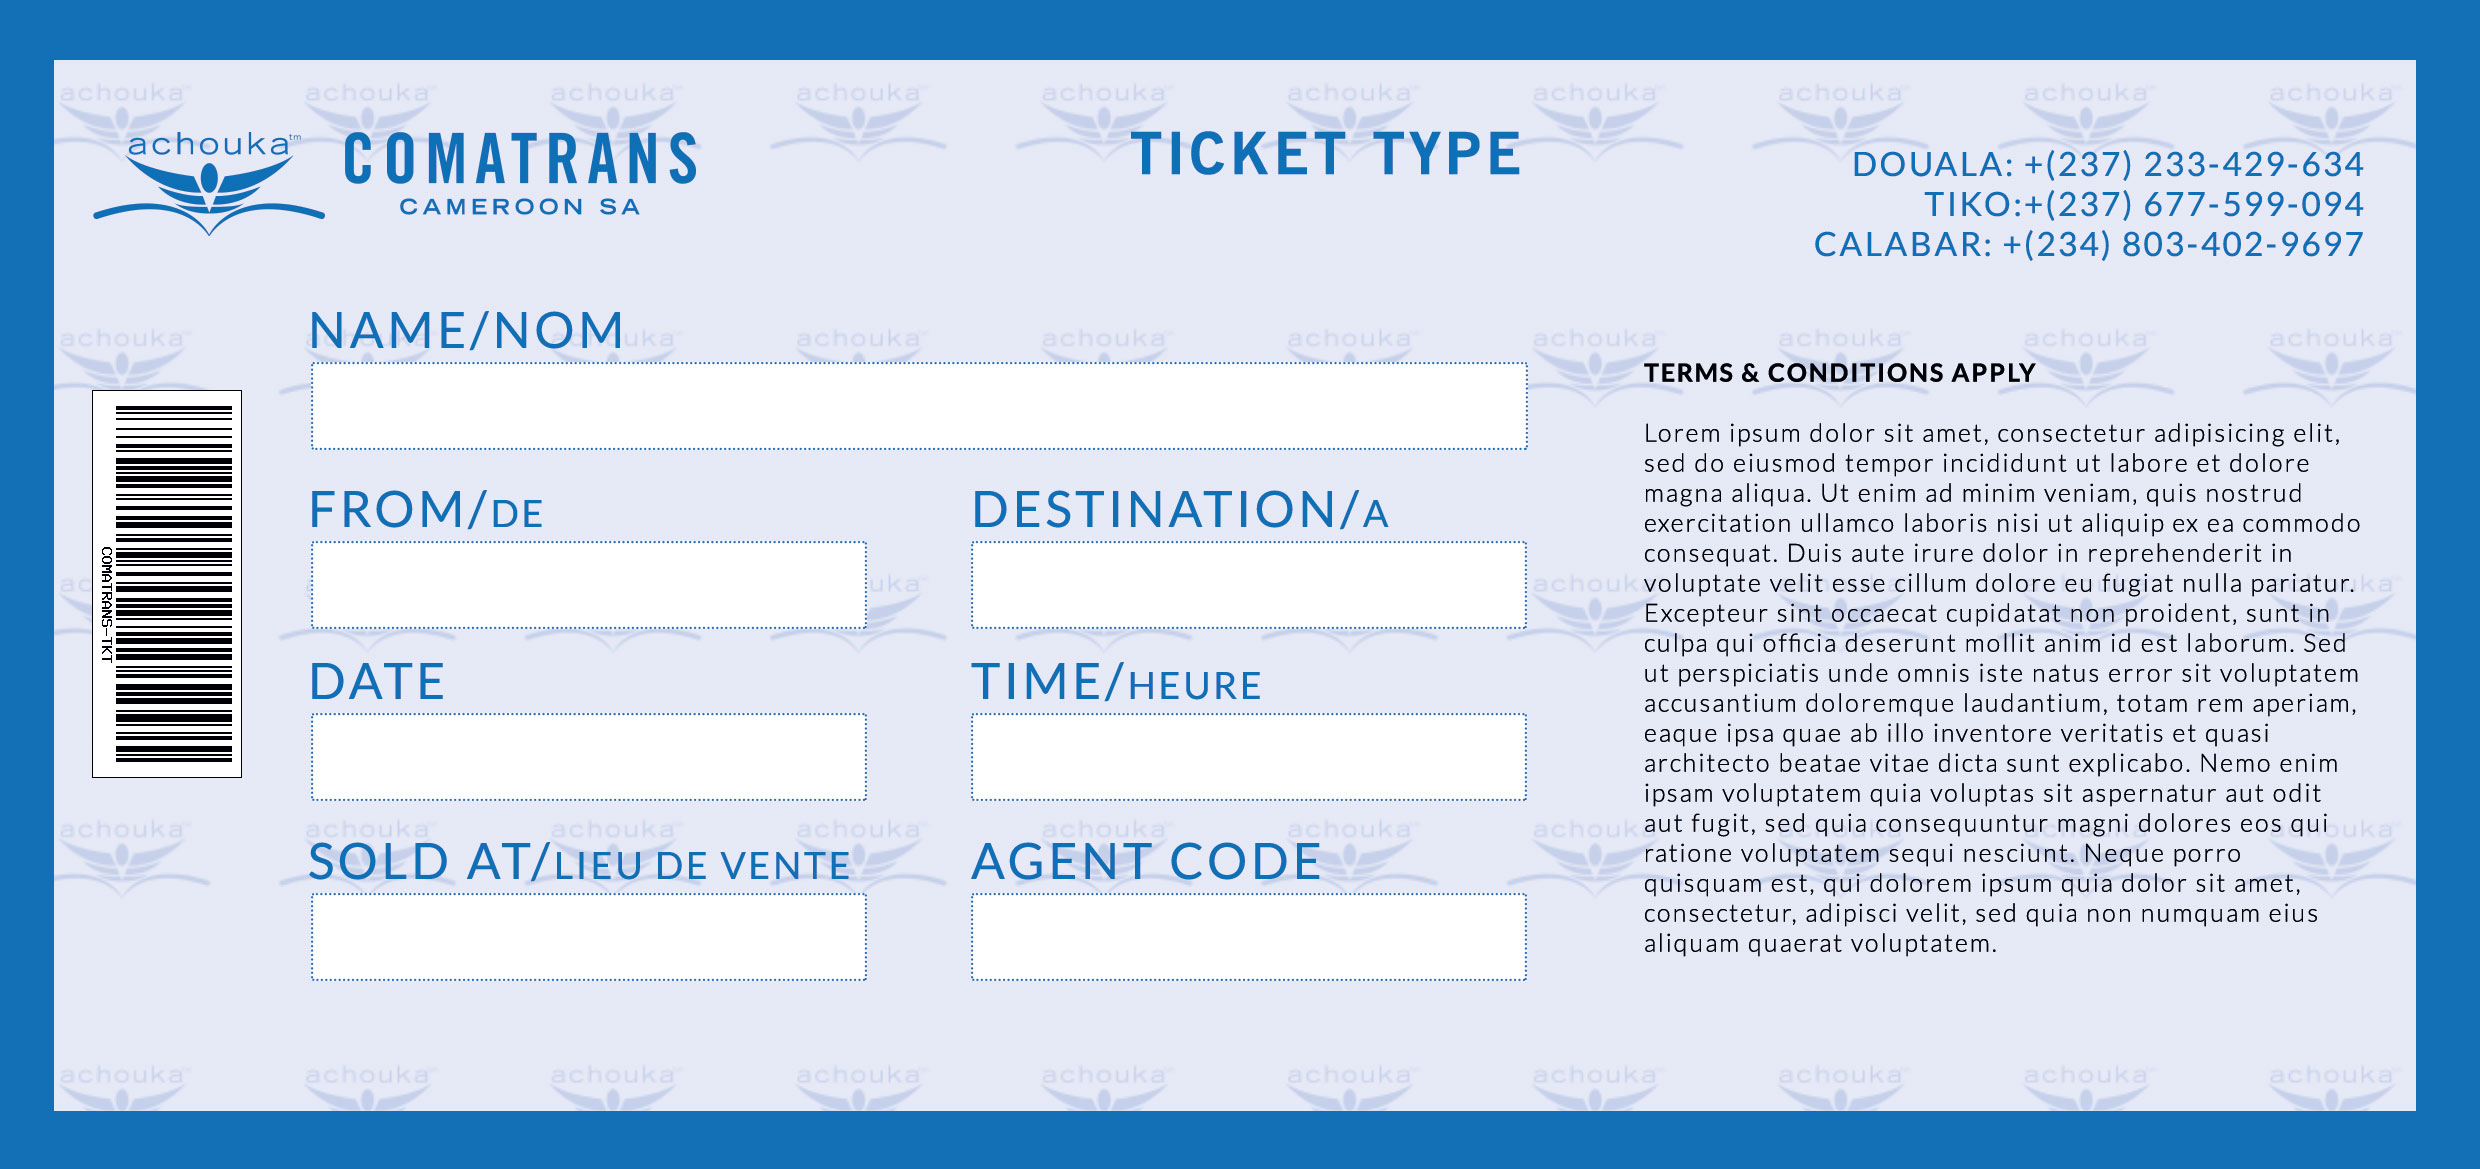 achouka™
COMATRANS
CAMEROON SA
TICKET TYPE
DOUALA: +(237) 233-429-634
TIKO:+(237) 677-599-094
CALABAR: +(234) 803-402-9697
NAME/NOM
FROM/DE
DESTINATION/A
DATE
TIME/HEURE
SOLD AT/LIEU DE VENTE
AGENT CODE
COMATRANS-TKT
TERMS & CONDITIONS APPLY
Lorem ipsum dolor sit amet, consectetur adipisicing elit,
sed do eiusmod tempor incididunt ut labore et dolore
magna aliqua. Ut enim ad minim veniam, quis nostrud
exercitation ullamco laboris nisi ut aliquip ex ea commodo
consequat. Duis aute irure dolor in reprehenderit in
voluptate velit esse cillum dolore eu fugiat nulla pariatur.
Excepteur sint occaecat cupidatat non proident, sunt in
culpa qui officia deserunt mollit anim id est laborum. Sed
ut perspiciatis unde omnis iste natus error sit voluptatem
accusantium doloremque laudantium, totam rem aperiam,
eaque ipsa quae ab illo inventore veritatis et quasi
architecto beatae vitae dicta sunt explicabo. Nemo enim
ipsam voluptatem quia voluptas sit aspernatur aut odit
aut fugit, sed quia consequuntur magni dolores eos qui
ratione voluptatem sequi nesciunt. Neque porro
quisquam est, qui dolorem ipsum quia dolor sit amet,
consectetur, adipisci velit, sed quia non numquam eius
aliquam quaerat voluptatem.